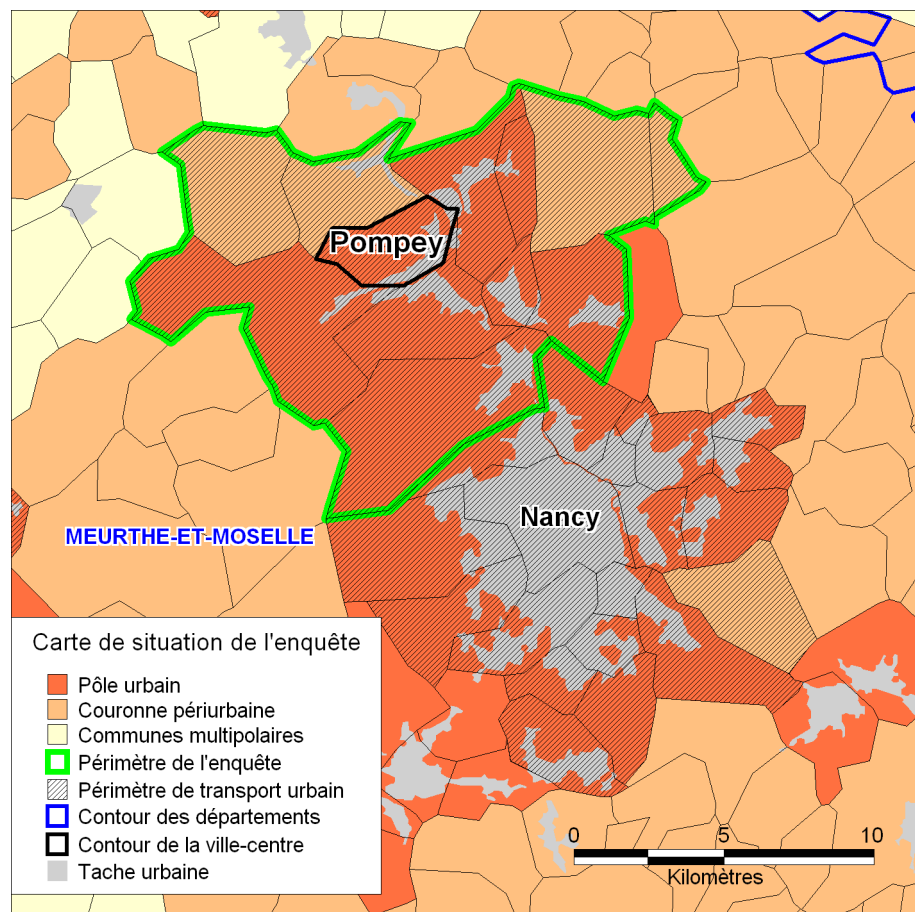 Pompey
Nancy
MEURTHE-ET-MOSELLE
Carte de situation de l'enquête
Pôle urbain
Couronne périurbaine
Communes multipolaires
Périmètre de l'enquête
Périmètre de transport urbain
Contour des départements
Contour de la ville-centre
Tache urbaine
0 5 10
Kilomètres